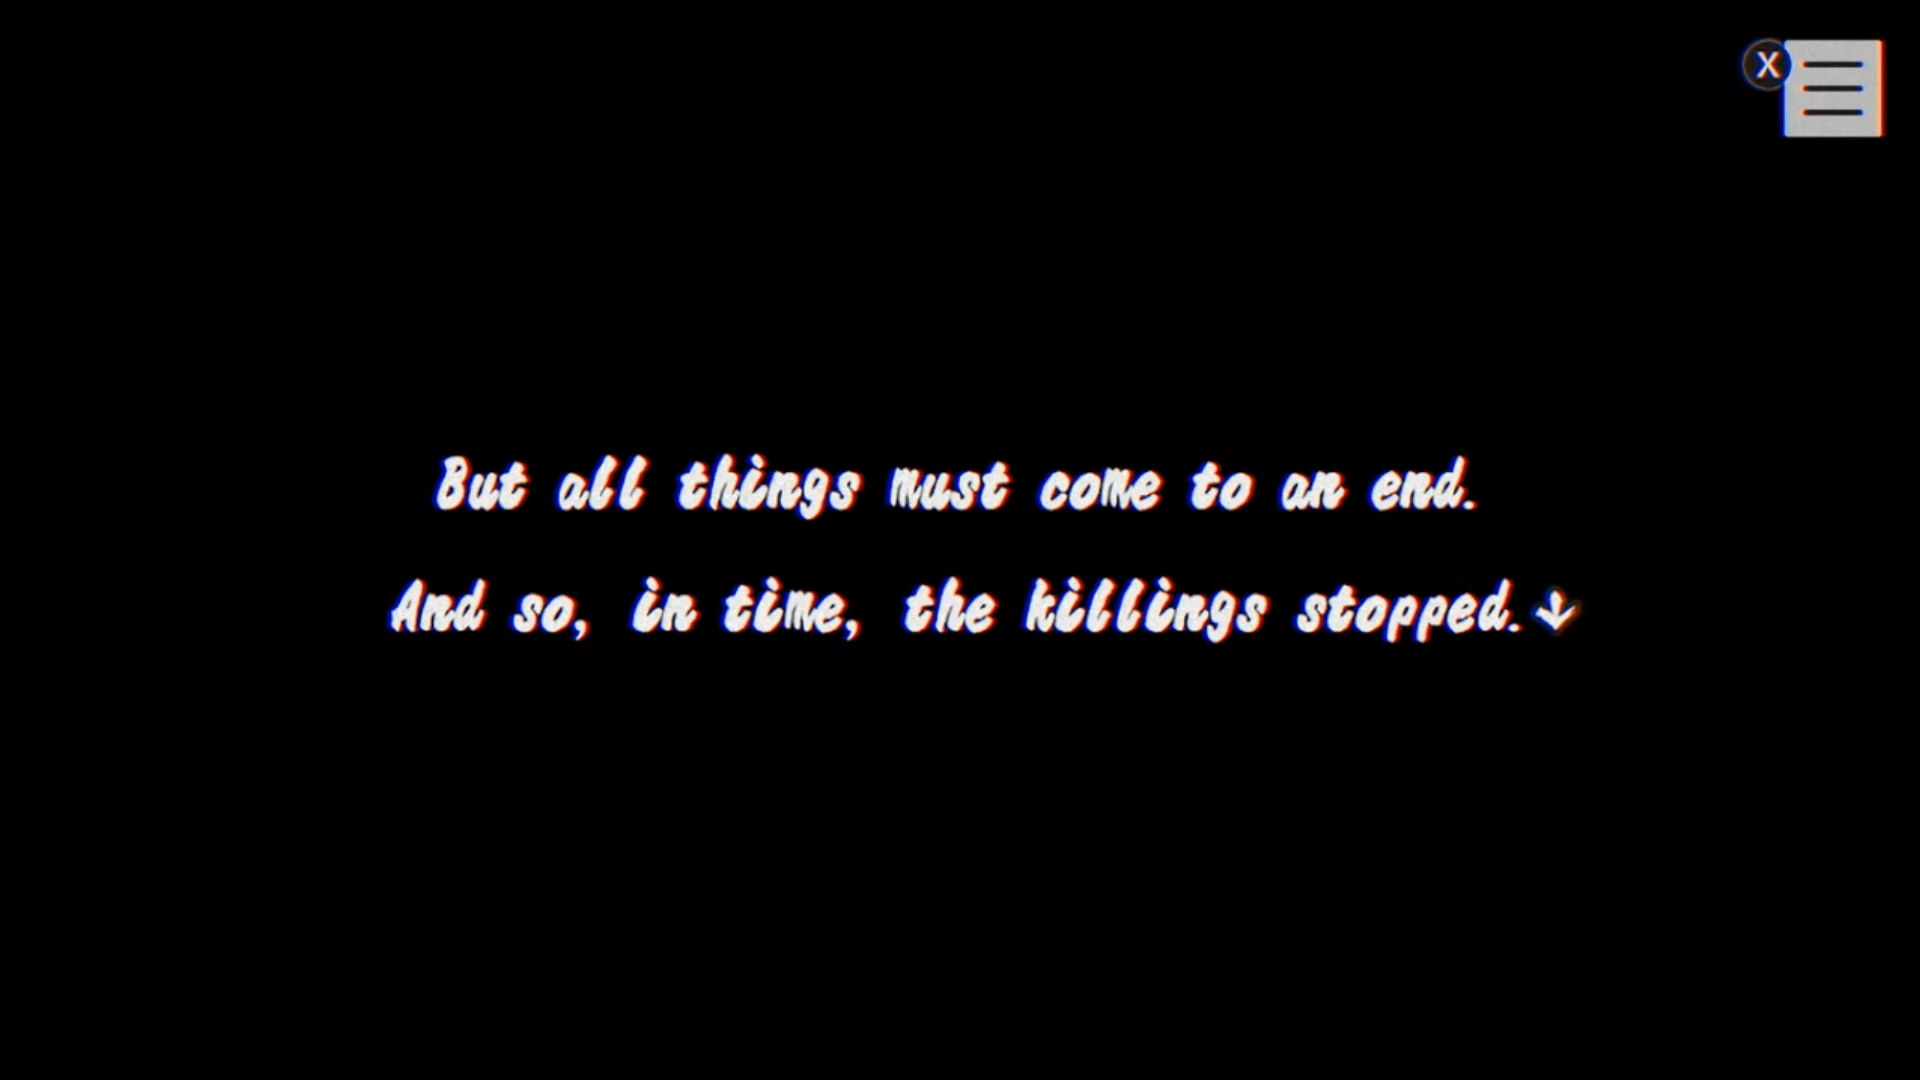 X
But all things must come to an end.
And so, in time, the killings stopped.